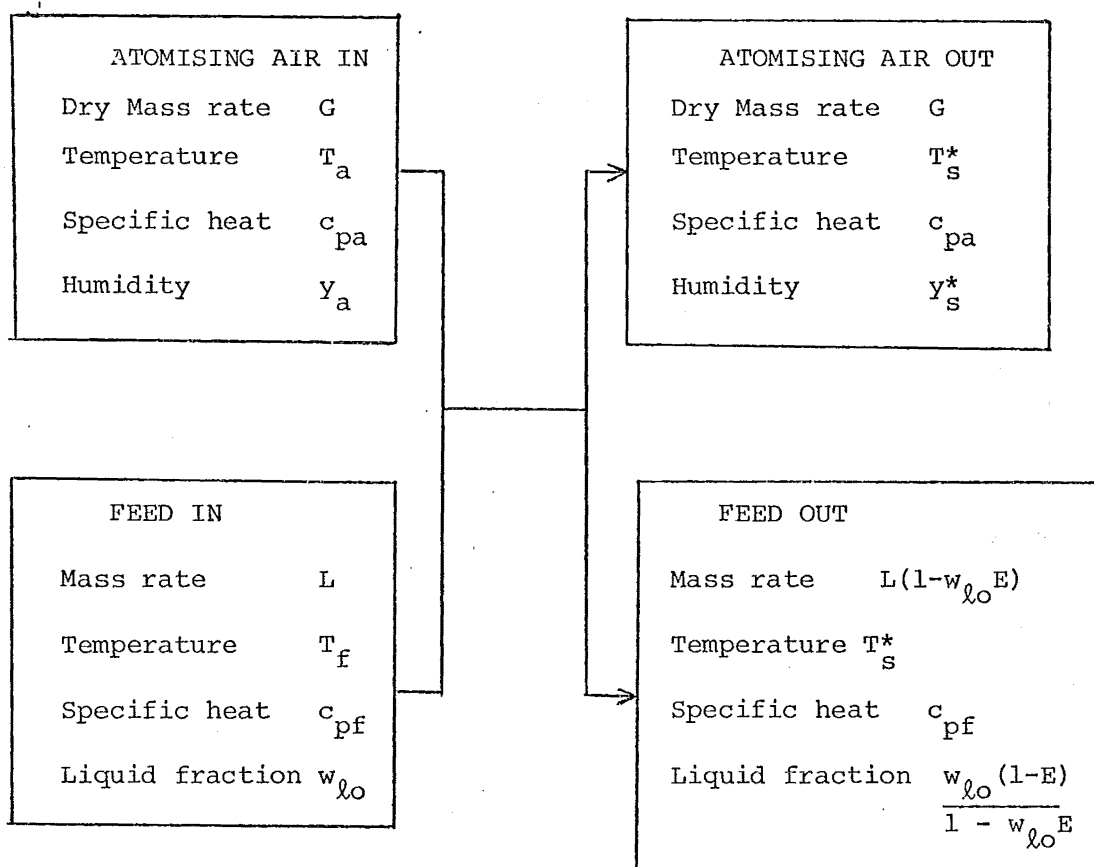 ATOMISING AIR IN
Dry Mass rate G
Temperature T_a
Specific heat c_pa
Humidity y_a
ATOMISING AIR OUT
Dry Mass rate G
Temperature T*_s
Specific heat c_pa
Humidity y*_s
FEED IN
Mass rate L
Temperature T_f
Specific heat c_pf
Liquid fraction w_ℓo
FEED OUT
Mass rate L(1-w_ℓoE)
Temperature T*_s
Specific heat c_pf
Liquid fraction w_ℓo(1-E)
1 - w_ℓoE